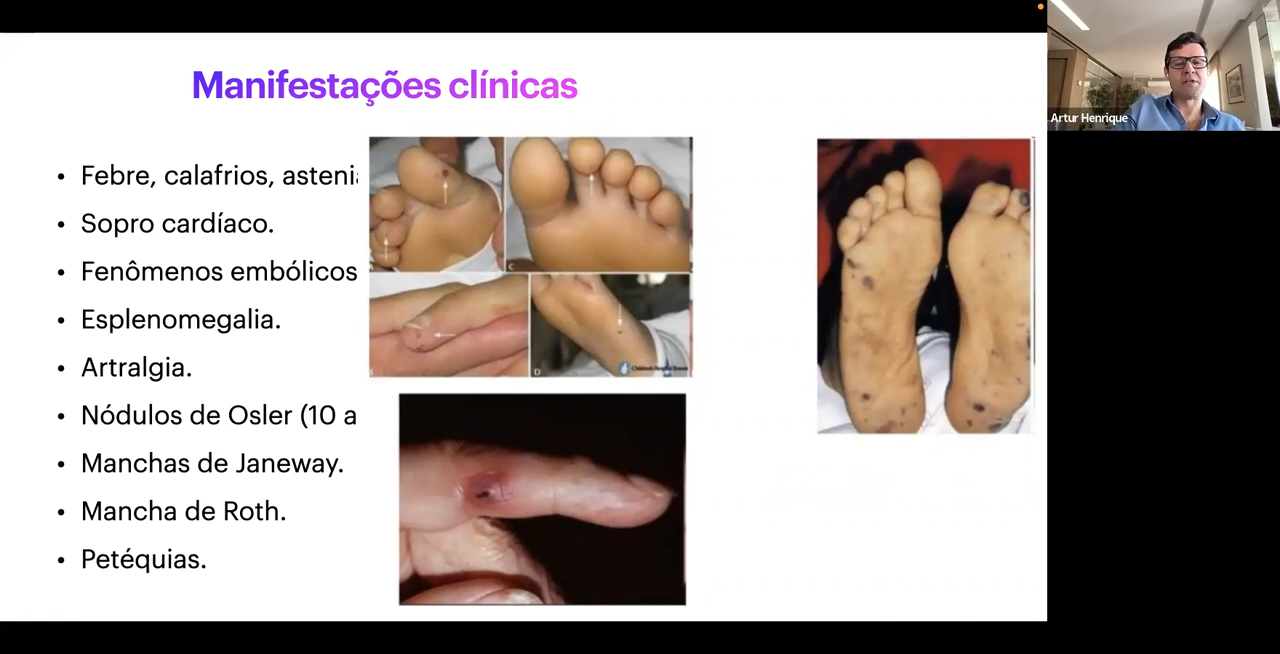 Manifestações clínicas
Artur Henrique
• Febre, calafrios,
• Sopro cardíaco.
• Fenômenos embólicos
• Esplenomegalia.
• Artralgia.
• Nódulos de Osler (10 a
• Manchas de Janeway.
• Mancha de Roth.
• Petéquias.
C
D